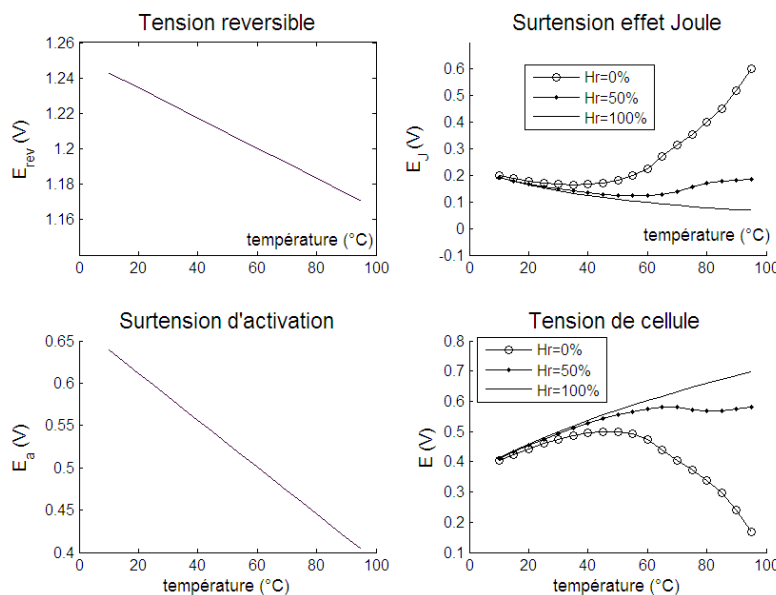 Tension reversible
1.26
1.24
1.22
1.2
1.18
1.16
E_rev (V)
température (°C)
0 20 40 60 80 100
Surtension effet Joule
0.6
0.5
0.4
0.3
0.2
0.1
0
-0.1
E_J (V)
Hr=0%
Hr=50%
Hr=100%
température (°C)
0 20 40 60 80 100
Surtension d'activation
0.65
0.6
0.55
0.5
0.45
0.4
E_a (V)
0 20 40 60 80 100
température (°C)
Tension de cellule
0.8
0.7
0.6
0.5
0.4
0.3
0.2
0.1
E (V)
Hr=0%
Hr=50%
Hr=100%
0 20 40 60 80 100
température (°C)